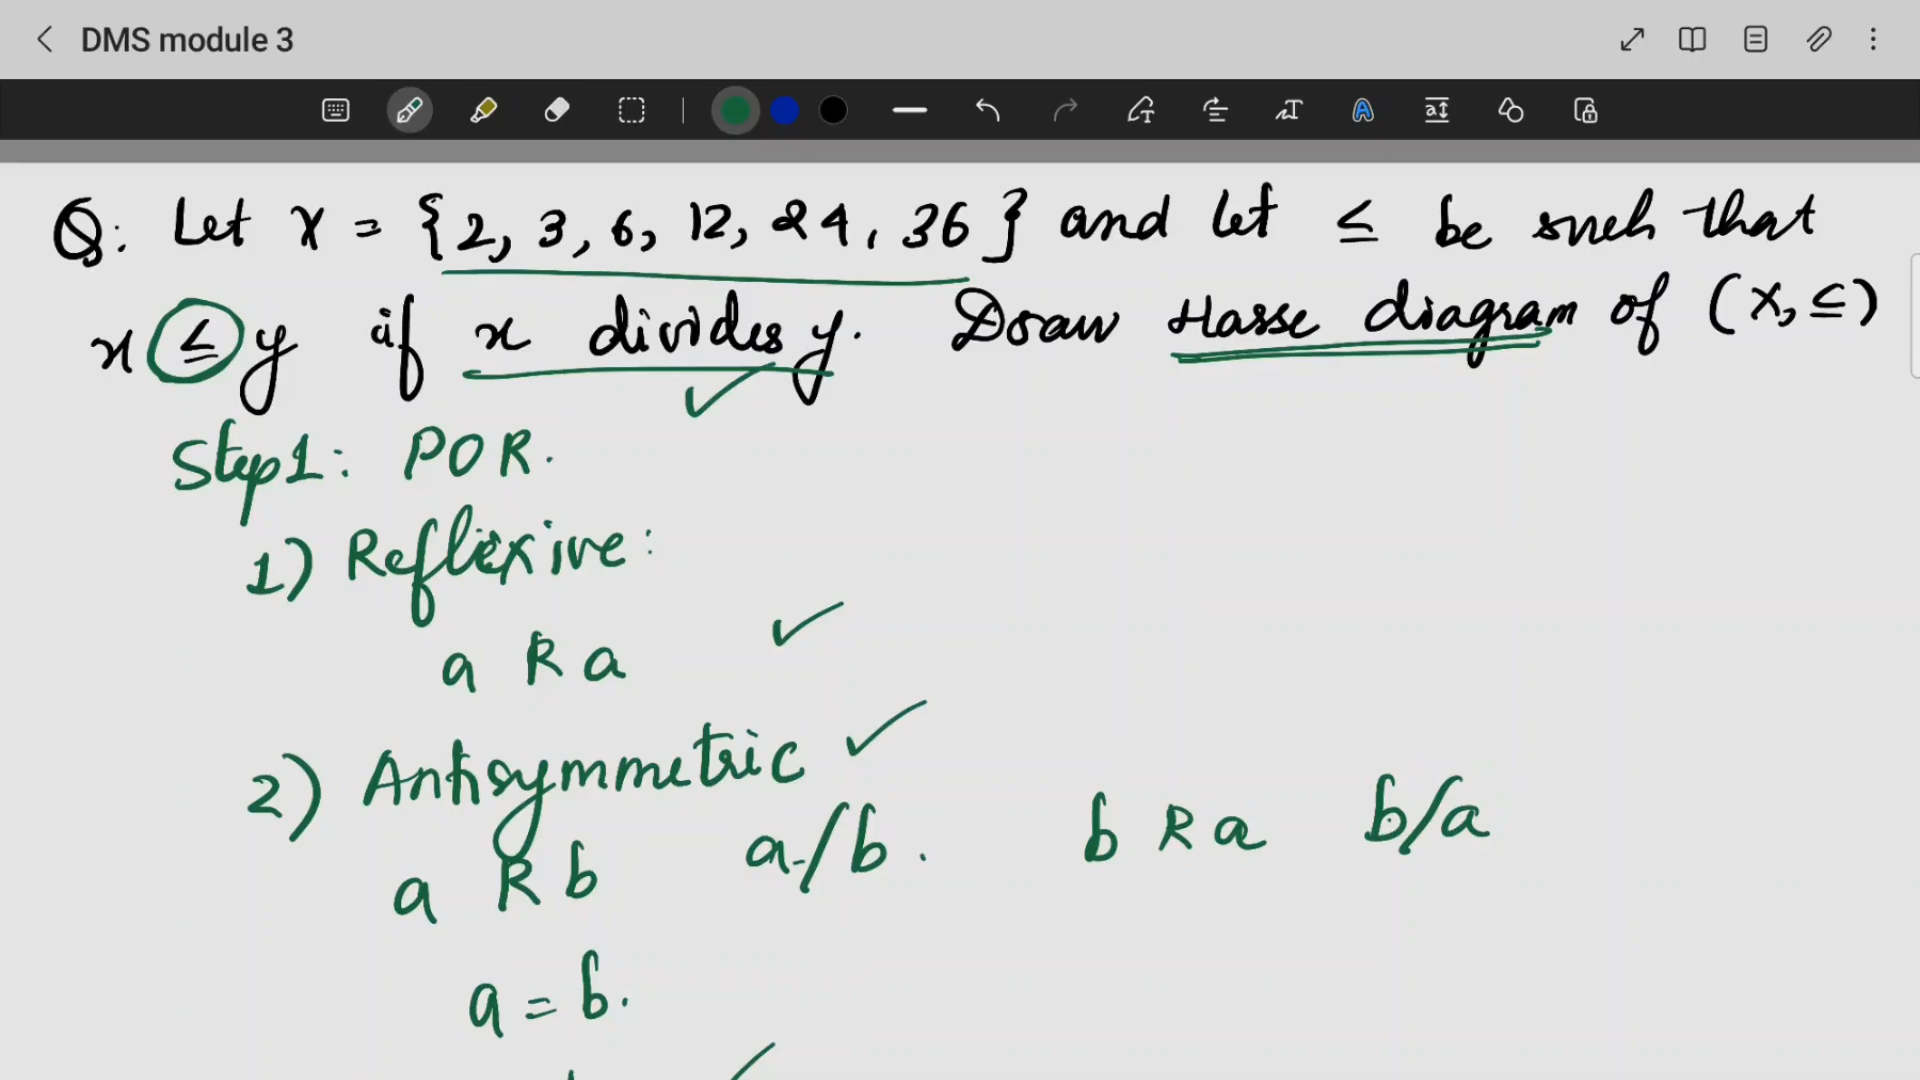 DMS module 3
Q: Let X = {2, 3, 6, 12, 24, 36} and let ≤ be such that
x ≤ y if x divides y. Draw Hasse diagram of (X, ≤)
Step1: POR.
1) Reflexive:
a R a
2) Antisymmetric
a R b a/b. b R a b/a
a = b.